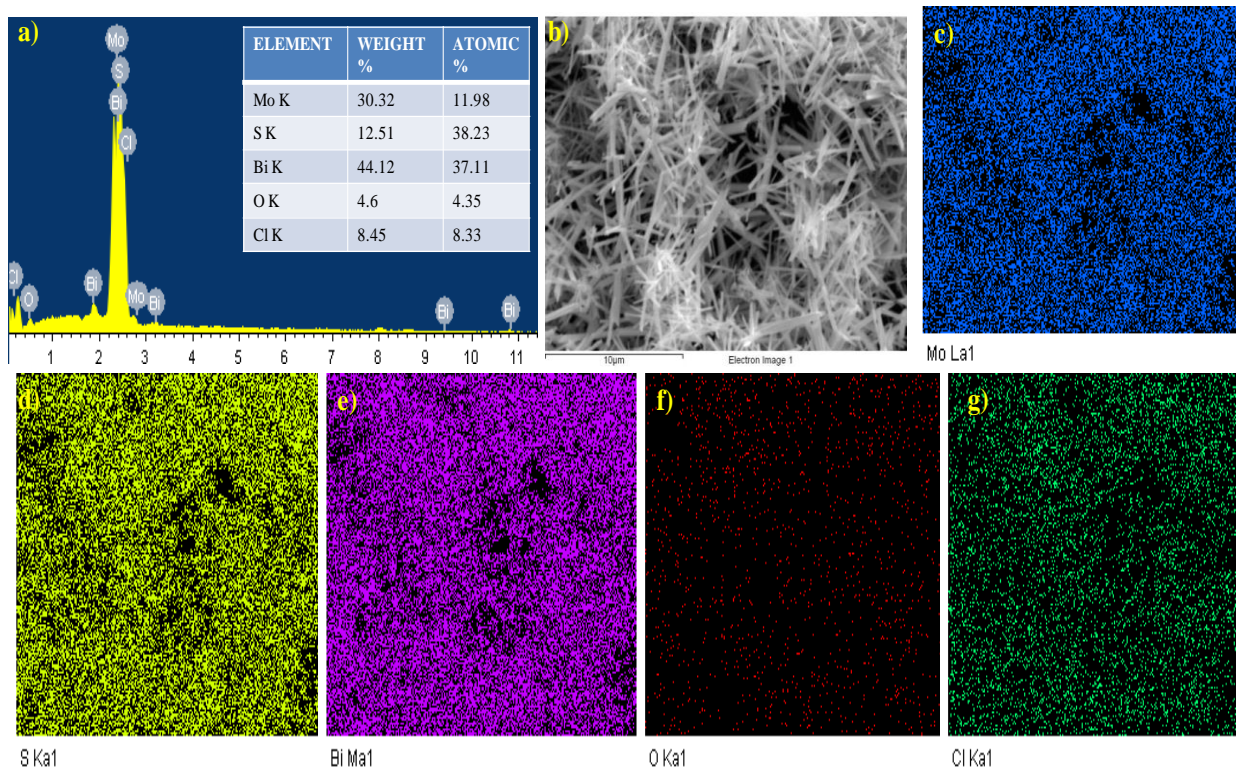 a)
Mo
S
Bi
Cl
Cl
O
Bi
Mo
Bi
Bi
Bi
1 2 3 4 5 6 7 8 9 10 11
ELEMENT WEIGHT % ATOMIC %
Mo K 30.32 11.98
S K 12.51 38.23
Bi K 44.12 37.11
O K 4.6 4.35
Cl K 8.45 8.33
b)
10µm Electron Image 1
c)
Mo La1
d)
S Ka1
e)
Bi Ma1
f)
O Ka1
g)
Cl Ka1